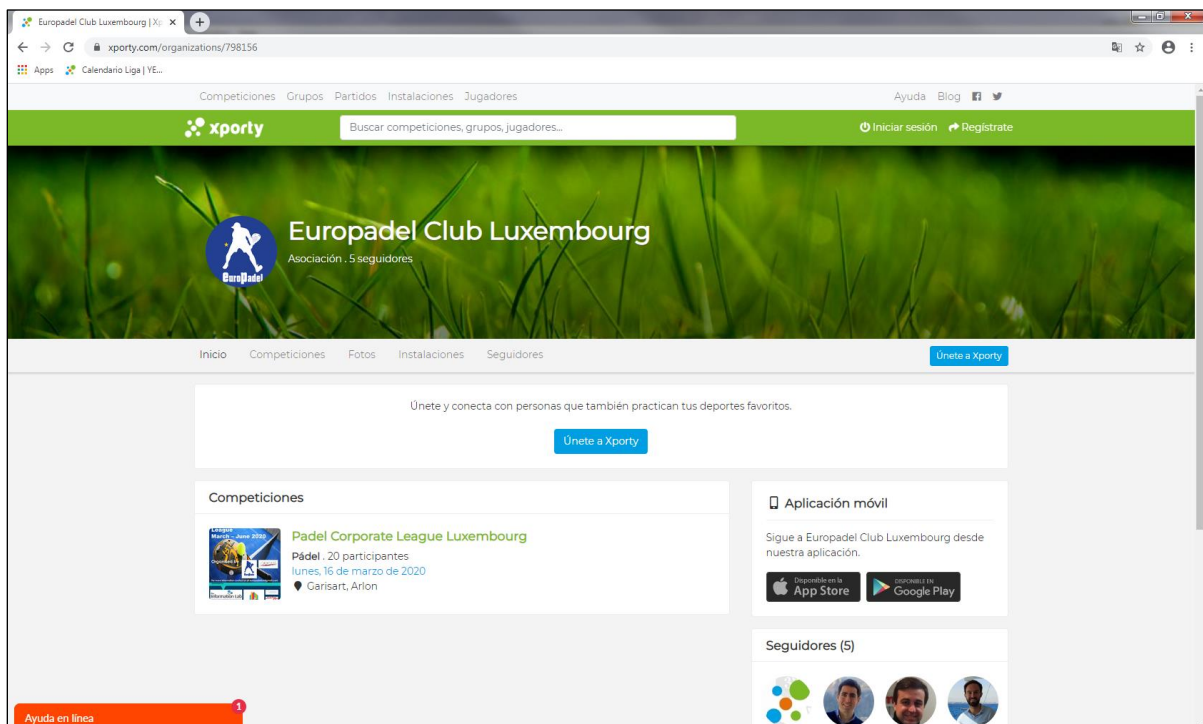 Europadel Club Luxembourg | Xp
xporty.com/organizations/798156
Apps Calendario Liga | YE...
Competiciones Grupos Partidos Instalaciones Jugadores Ayuda Blog
xporty Buscar competiciones, grupos, jugadores... Iniciar sesión Regístrate
EuroPadel
Europadel Club Luxembourg
Asociación . 5 seguidores
Inicio Competiciones Fotos Instalaciones Seguidores Únete a Xporty
Únete y conecta con personas que también practican tus deportes favoritos.
Únete a Xporty
Competiciones
League
March - June 2020
Padel Corporate League Luxembourg
Pádel . 20 participantes
lunes, 16 de marzo de 2020
Garisart, Arlon
Aplicación móvil
Sigue a Europadel Club Luxembourg desde
nuestra aplicación.
Disponible en la
App Store
DISPONIBLE EN
Google Play
Seguidores (5)
Ayuda en línea
1